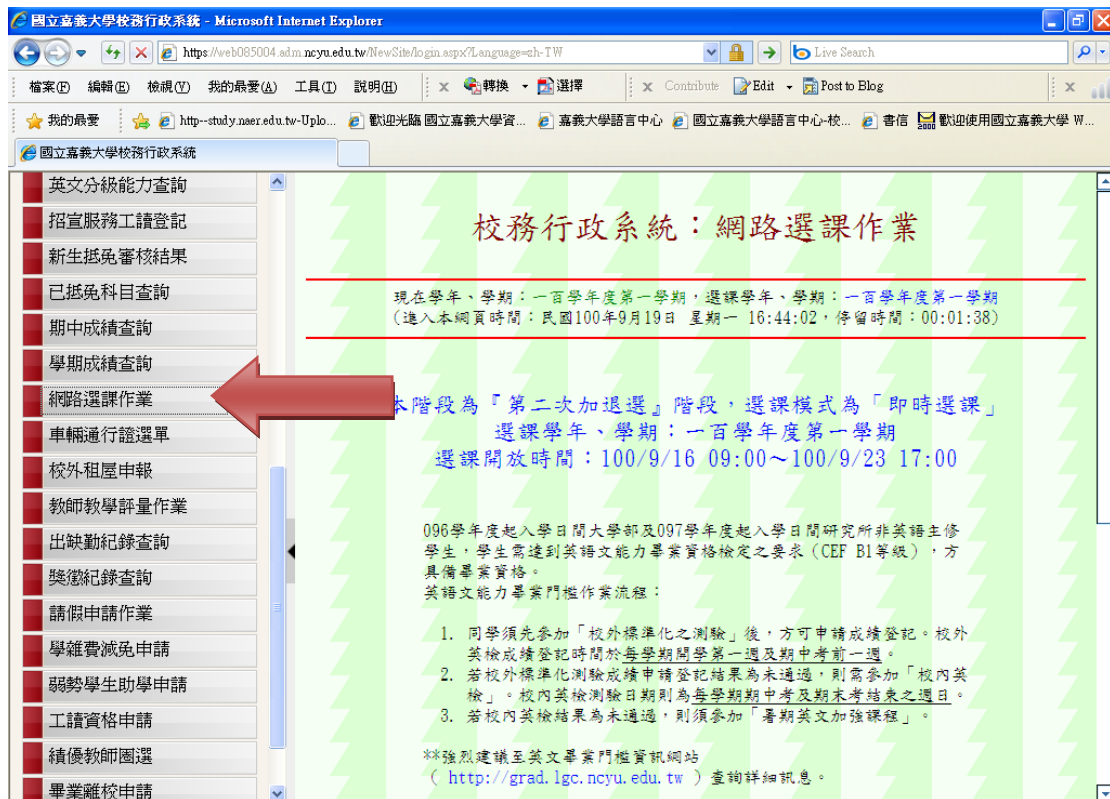 國立嘉義大學校務行政系統 - Microsoft Internet Explorer
https://web085004.adm.ncyu.edu.tw/NewSite/login.aspx?Language=zh-TW
Live Search
檔案(F) 編輯(E) 檢視(V) 我的最愛(A) 工具(T) 說明(H) x 轉換 選擇 x Contribute Edit Post to Blog x
我的最愛 http--study.naer.edu.tw-Uplo... 歡迎光臨 國立嘉義大學資... 嘉義大學語言中心 國立嘉義大學語言中心-校... 書信 歡迎使用國立嘉義大學 W...
國立嘉義大學校務行政系統
英文分級能力查詢
招宣服務工讀登記
新生抵免審核結果
已抵免科目查詢
期中成績查詢
學期成績查詢
網路選課作業
車輛通行證選單
校外租屋申報
教師教學評量作業
出缺勤紀錄查詢
獎懲紀錄查詢
請假申請作業
學雜費減免申請
弱勢學生助學申請
工讀資格申請
績優教師圈選
畢業離校申請
校務行政系統：網路選課作業
現在學年、學期：一百學年度第一學期，選課學年、學期：一百學年度第一學期
(進入本網頁時間：民國100年9月19日 星期一 16:44:02，停留時間：00:01:38)
本階段為『第二次加退選』階段，選課模式為「即時選課」
選課學年、學期：一百學年度第一學期
選課開放時間：100/9/16 09:00～100/9/23 17:00
096學年度起入學日間大學部及097學年度起入學日間研究所非英語主修
學生，學生需達到英語文能力畢業資格檢定之要求（CEF B1等級），方
具備畢業資格。
英語文能力畢業門檻作業流程：
1. 同學須先參加「校外標準化之測驗」後，方可申請成績登記。校外
英檢成績登記時間於每學期開學第一週及期中考前一週。
2. 若校外標準化測驗成績申請登記結果為未通過，則需參加「校內英
檢」。校內英檢測驗日期則為每學期期中考及期末考結束之週日。
3. 若校內英檢結果為未通過，則須參加「暑期英文加強課程」。
**強烈建議至英文畢業門檻資訊網站
( http://grad.lgc.ncyu.edu.tw ) 查詢詳細訊息。